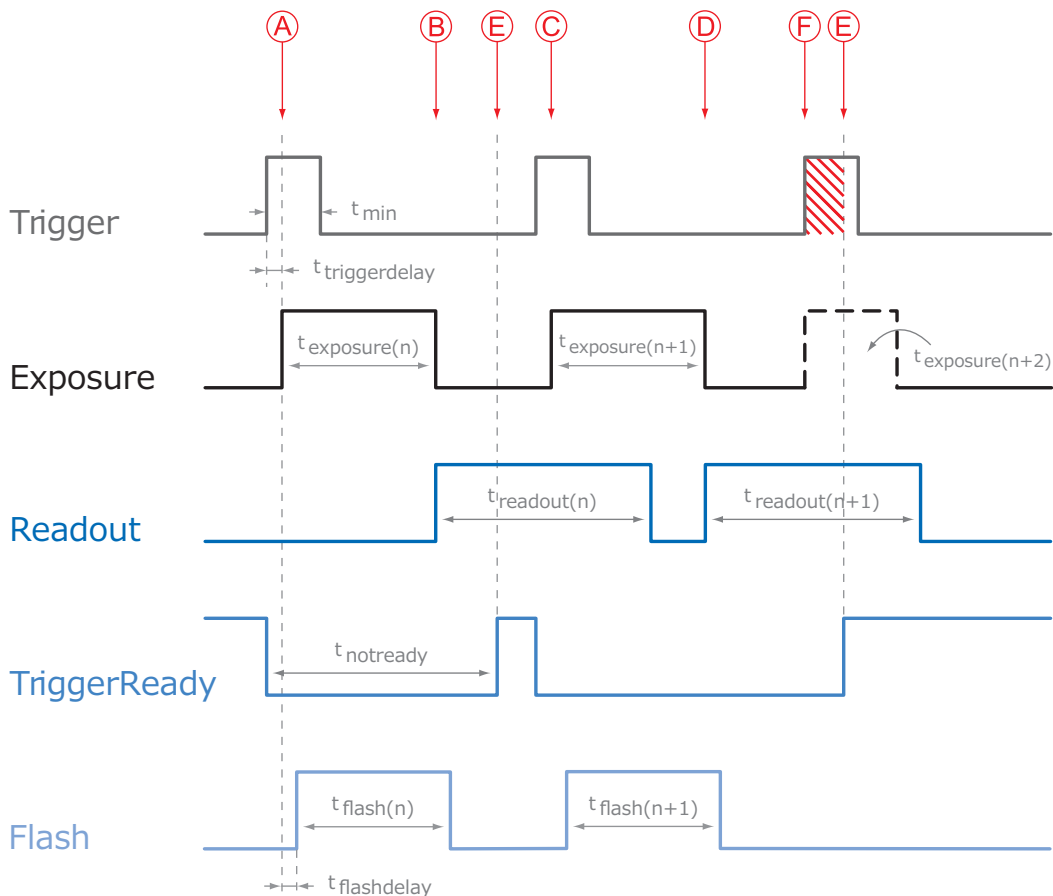 A B E C D F E
t min
Trigger
t triggerdelay
t exposure(n) t exposure(n+1)
t exposure(n+2)
Exposure
t readout(n) t readout(n+1)
Readout
t notready
TriggerReady
t flash(n) t flash(n+1)
Flash
t flashdelay